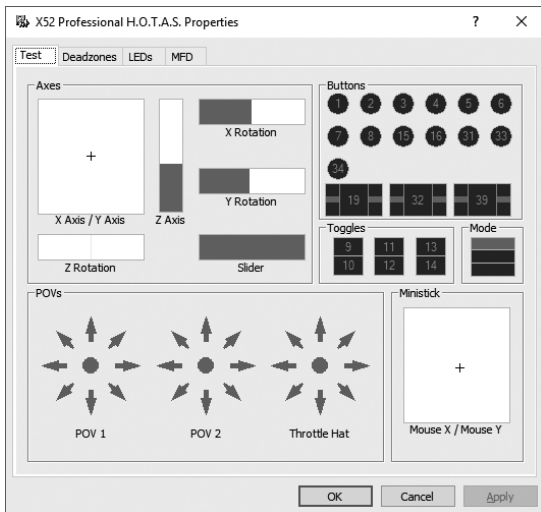 X52 Professional H.O.T.A.S. Properties
Test Deadzones LEDs MFD
Axes
X Axis / Y Axis
Z Axis
X Rotation
Y Rotation
Z Rotation
Slider
Buttons
1 2 3 4 5 6
7 8 15 16 31 33
34
19 32 39
Toggles
9 11 13
10 12 14
Mode
POVs
POV 1
POV 2
Throttle Hat
Ministick
Mouse X / Mouse Y
OK Cancel Apply